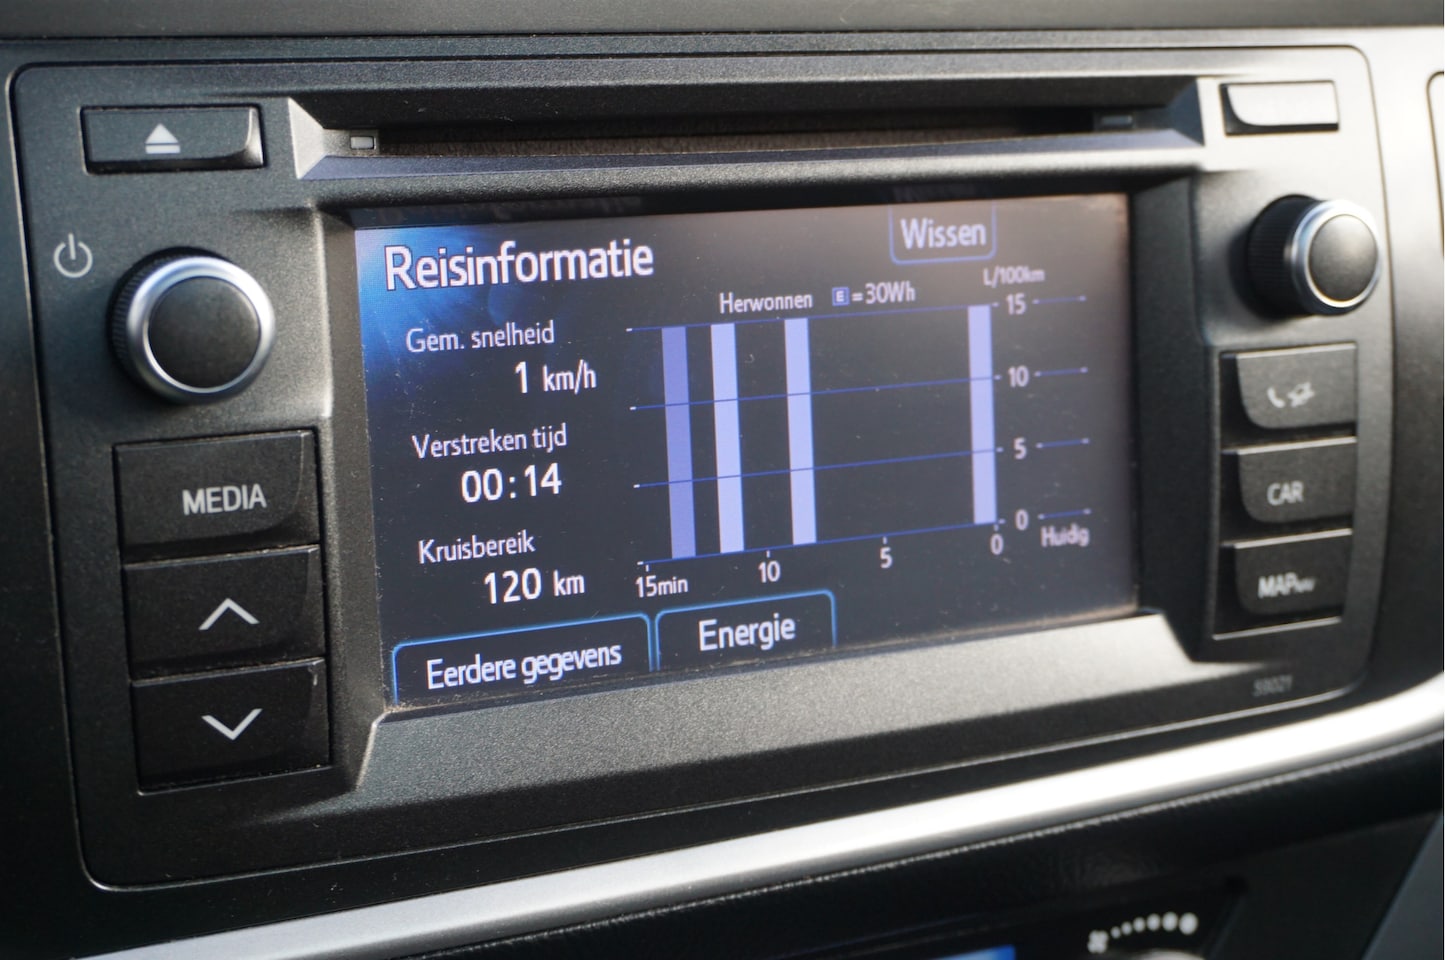 Reisinformatie
Wissen
L/100km
Herwonnen E=30Wh
Gem. snelheid
1 km/h
Verstreken tijd
00:14
Kruisbereik
120 km
15
10
5
0
15min
10
5
0
Huidig
Eerdere gegevens
Energie
MEDIA
CAR
MAP